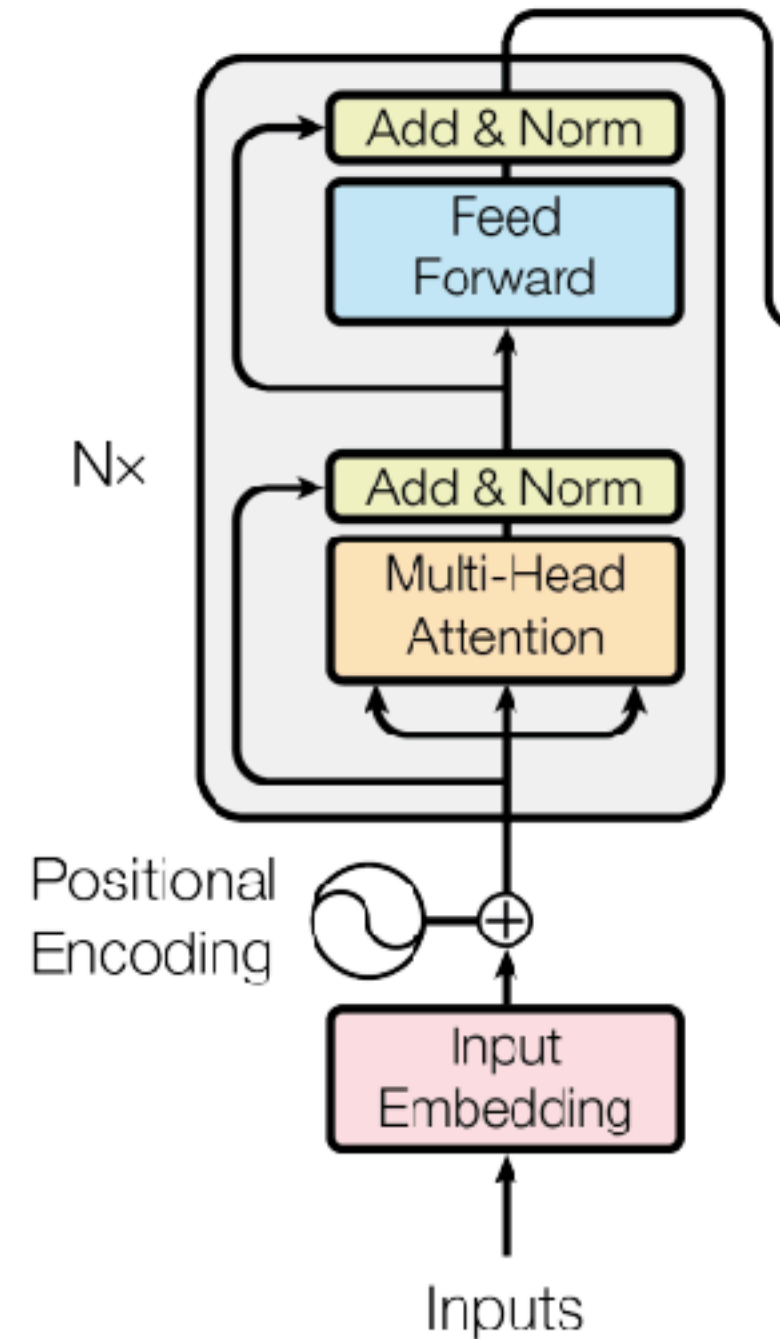 Add & Norm
Feed
Forward
Nx
Add & Norm
Multi-Head
Attention
Positional
Encoding
Input
Embedding
Inputs